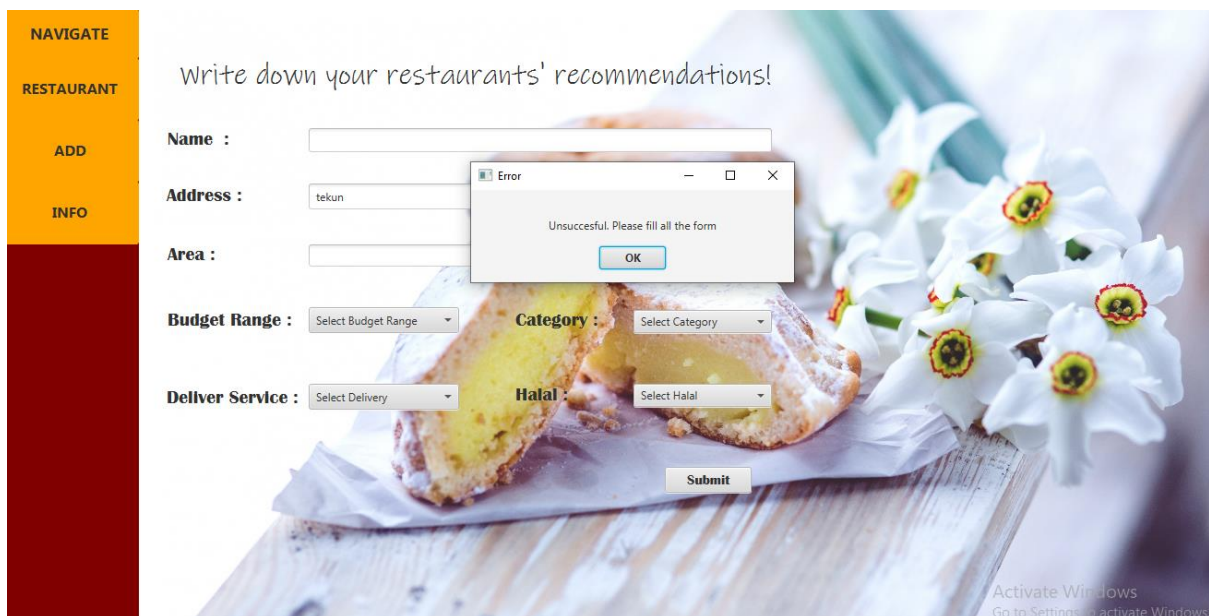 NAVIGATE
RESTAURANT
ADD
INFO
Write down your restaurants' recommendations!
Name :
Address :
tekun
Area :
Error
Unsuccesful. Please fill all the form
OK
Budget Range :
Select Budget Range
Category :
Select Category
Deliver Service :
Select Delivery
Halal :
Select Halal
Submit
Activate Windows
Go to Settings to activate Windows